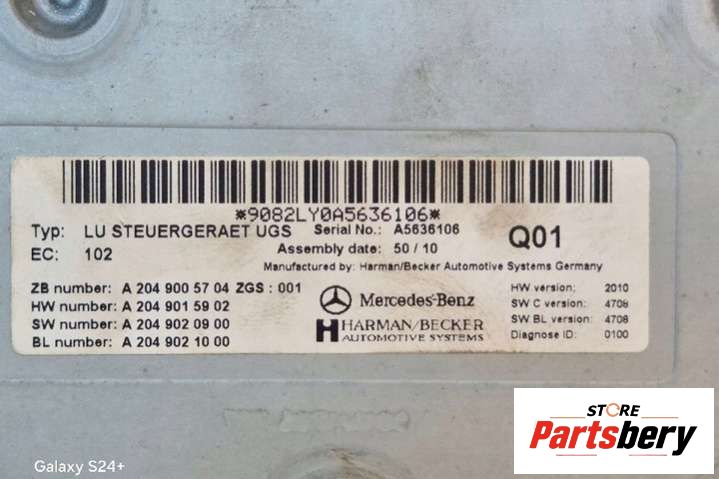 *9082LY0A5636106*
Typ: LU STEUERGERAET UGS Serial No.: A5636106
EC: 102 Assembly date: 50 / 10 Q01
Manufactured by: Harman/Becker Automotive Systems Germany
ZB number: A 204 900 57 04 ZGS : 001
HW number: A 204 901 59 02
SW number: A 204 902 09 00
BL number: A 204 902 10 00
Mercedes-Benz
HARMAN/BECKER
AUTOMOTIVE SYSTEMS
HW version: 2010
SW C version: 4708
SW BL version: 4708
Diagnose ID: 0100
STORE
Partsbery
Galaxy S24+